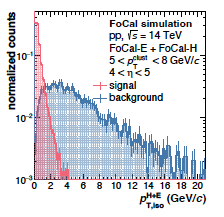 normalized counts
FoCal simulation
pp, √s = 14 TeV
FoCal-E + FoCal-H
5 < p_T^clust < 8 GeV/c
4 < η < 5
signal
background
10⁻¹
10⁻²
10⁻³
0 2 4 6 8 10 12 14 16 18 20
p_T,iso^H+E (GeV/c)